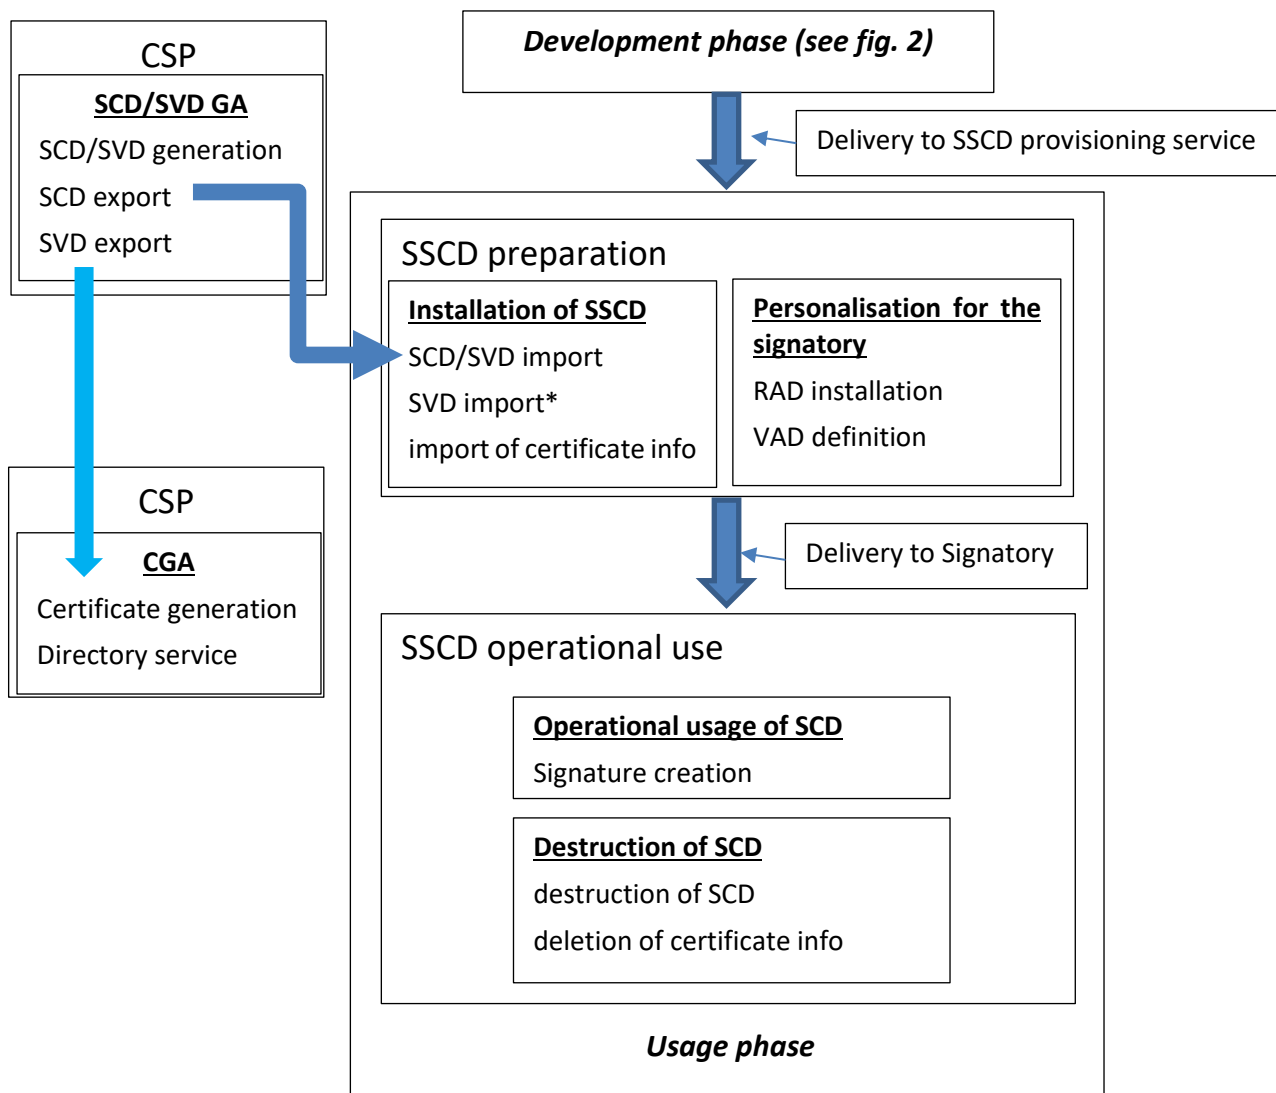 CSP
SCD/SVD GA
SCD/SVD generation
SCD export
SVD export
CSP
CGA
Certificate generation
Directory service
Development phase (see fig. 2)
Delivery to SSCD provisioning service
SSCD preparation
Installation of SSCD
SCD/SVD import
SVD import*
import of certificate info
Personalisation for the
signatory
RAD installation
VAD definition
Delivery to Signatory
SSCD operational use
Operational usage of SCD
Signature creation
Destruction of SCD
destruction of SCD
deletion of certificate info
Usage phase